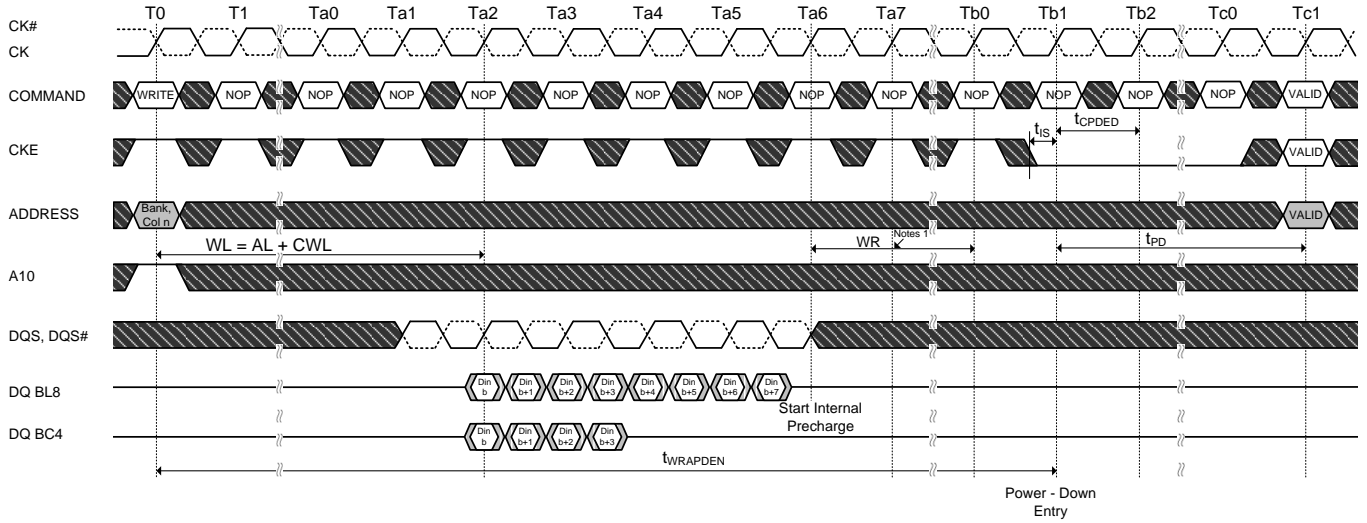 CK#
CK
T0 T1 Ta0 Ta1 Ta2 Ta3 Ta4 Ta5 Ta6 Ta7 Tb0 Tb1 Tb2 Tc0 Tc1
COMMAND
WRITE NOP NOP NOP NOP NOP NOP NOP NOP NOP NOP NOP NOP NOP VALID
tIS
tCPDED
CKE
VALID
ADDRESS
Bank,
Col n
VALID
WL = AL + CWL
WR
Notes 1
tPD
A10
DQS, DQS#
DQ BL8
Din
b
Din
b+1
Din
b+2
Din
b+3
Din
b+4
Din
b+5
Din
b+6
Din
b+7
Start Internal
Precharge
DQ BC4
Din
b
Din
b+1
Din
b+2
Din
b+3
tWRAPDEN
Power - Down
Entry